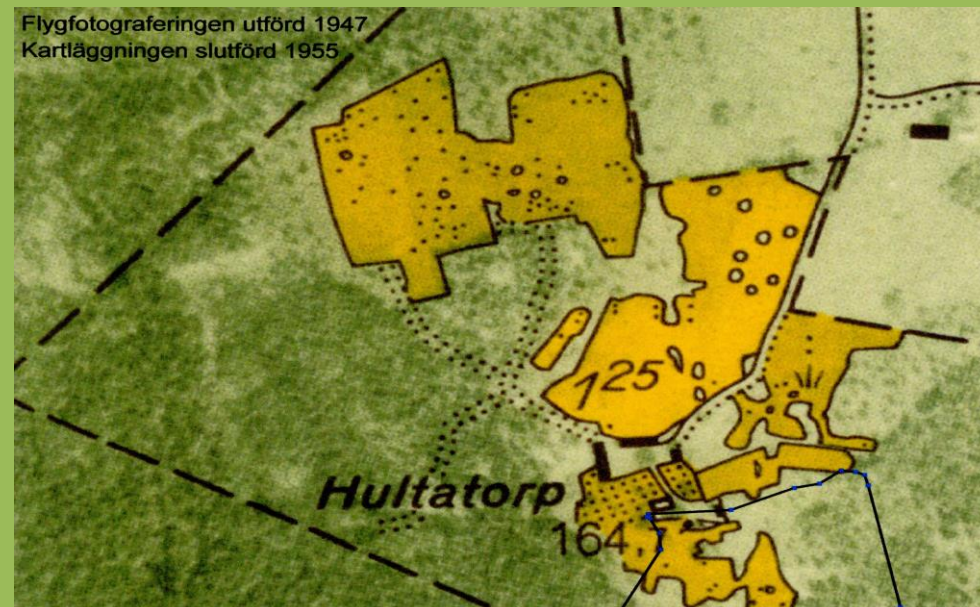 Flygfotograferingen utförd 1947
Kartläggningen slutförd 1955
1²⁵
Hultatorp
164